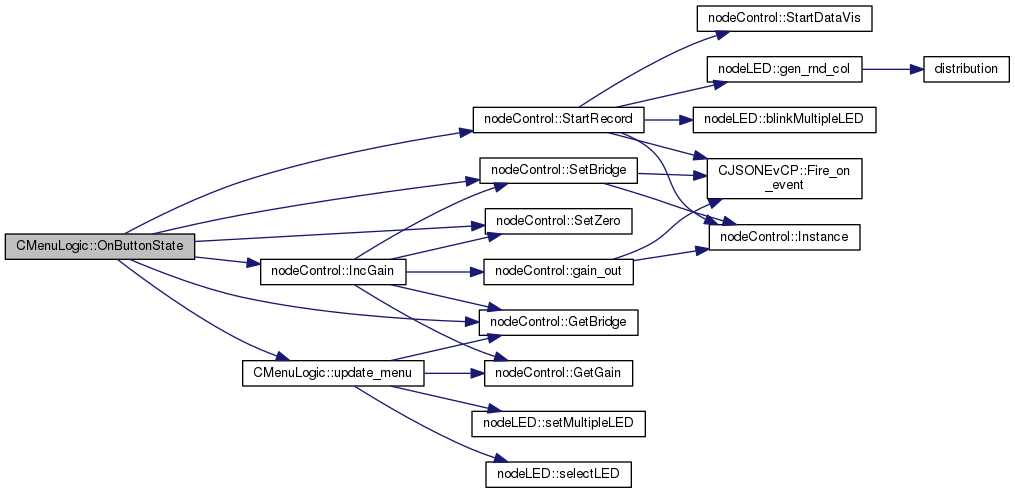 nodeControl::StartDataVis
nodeLED::gen_rnd_col
distribution
nodeControl::StartRecord
nodeLED::blinkMultipleLED
nodeControl::SetBridge
CJSONEvCP::Fire_on
_event
nodeControl::SetZero
nodeControl::Instance
CMenuLogic::OnButtonState
nodeControl::IncGain
nodeControl::gain_out
nodeControl::GetBridge
CMenuLogic::update_menu
nodeControl::GetGain
nodeLED::setMultipleLED
nodeLED::selectLED